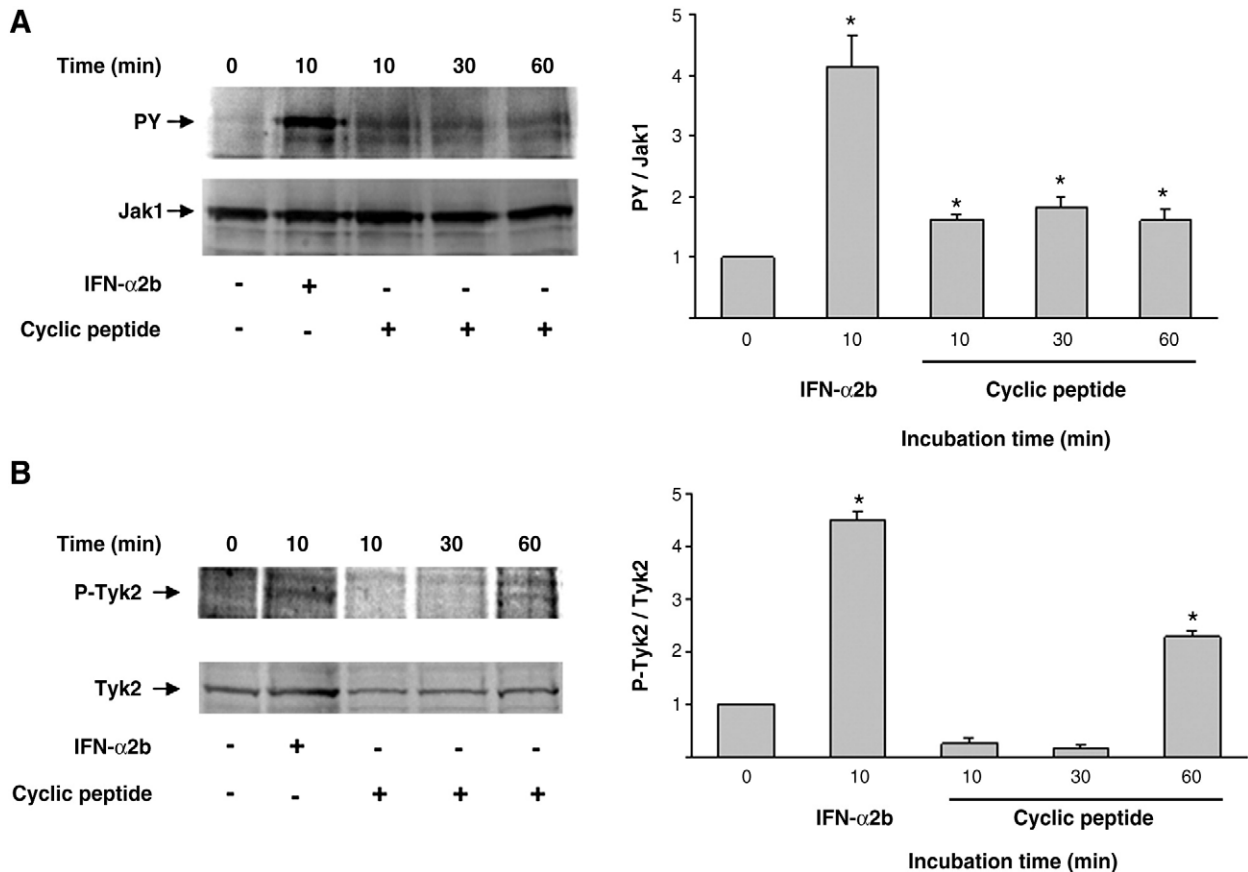 A
Time (min) 0 10 10 30 60
PY
Jak1
IFN-α2b - + - - -
Cyclic peptide - - + + +
PY / Jak1
5
4
3
2
1
* * * *
0 10 10 30 60
IFN-α2b Cyclic peptide
Incubation time (min)
B
Time (min) 0 10 10 30 60
P-Tyk2
Tyk2
IFN-α2b - + - - -
Cyclic peptide - - + + +
P-Tyk2 / Tyk2
5
4
3
2
1
* *
0 10 10 30 60
IFN-α2b Cyclic peptide
Incubation time (min)